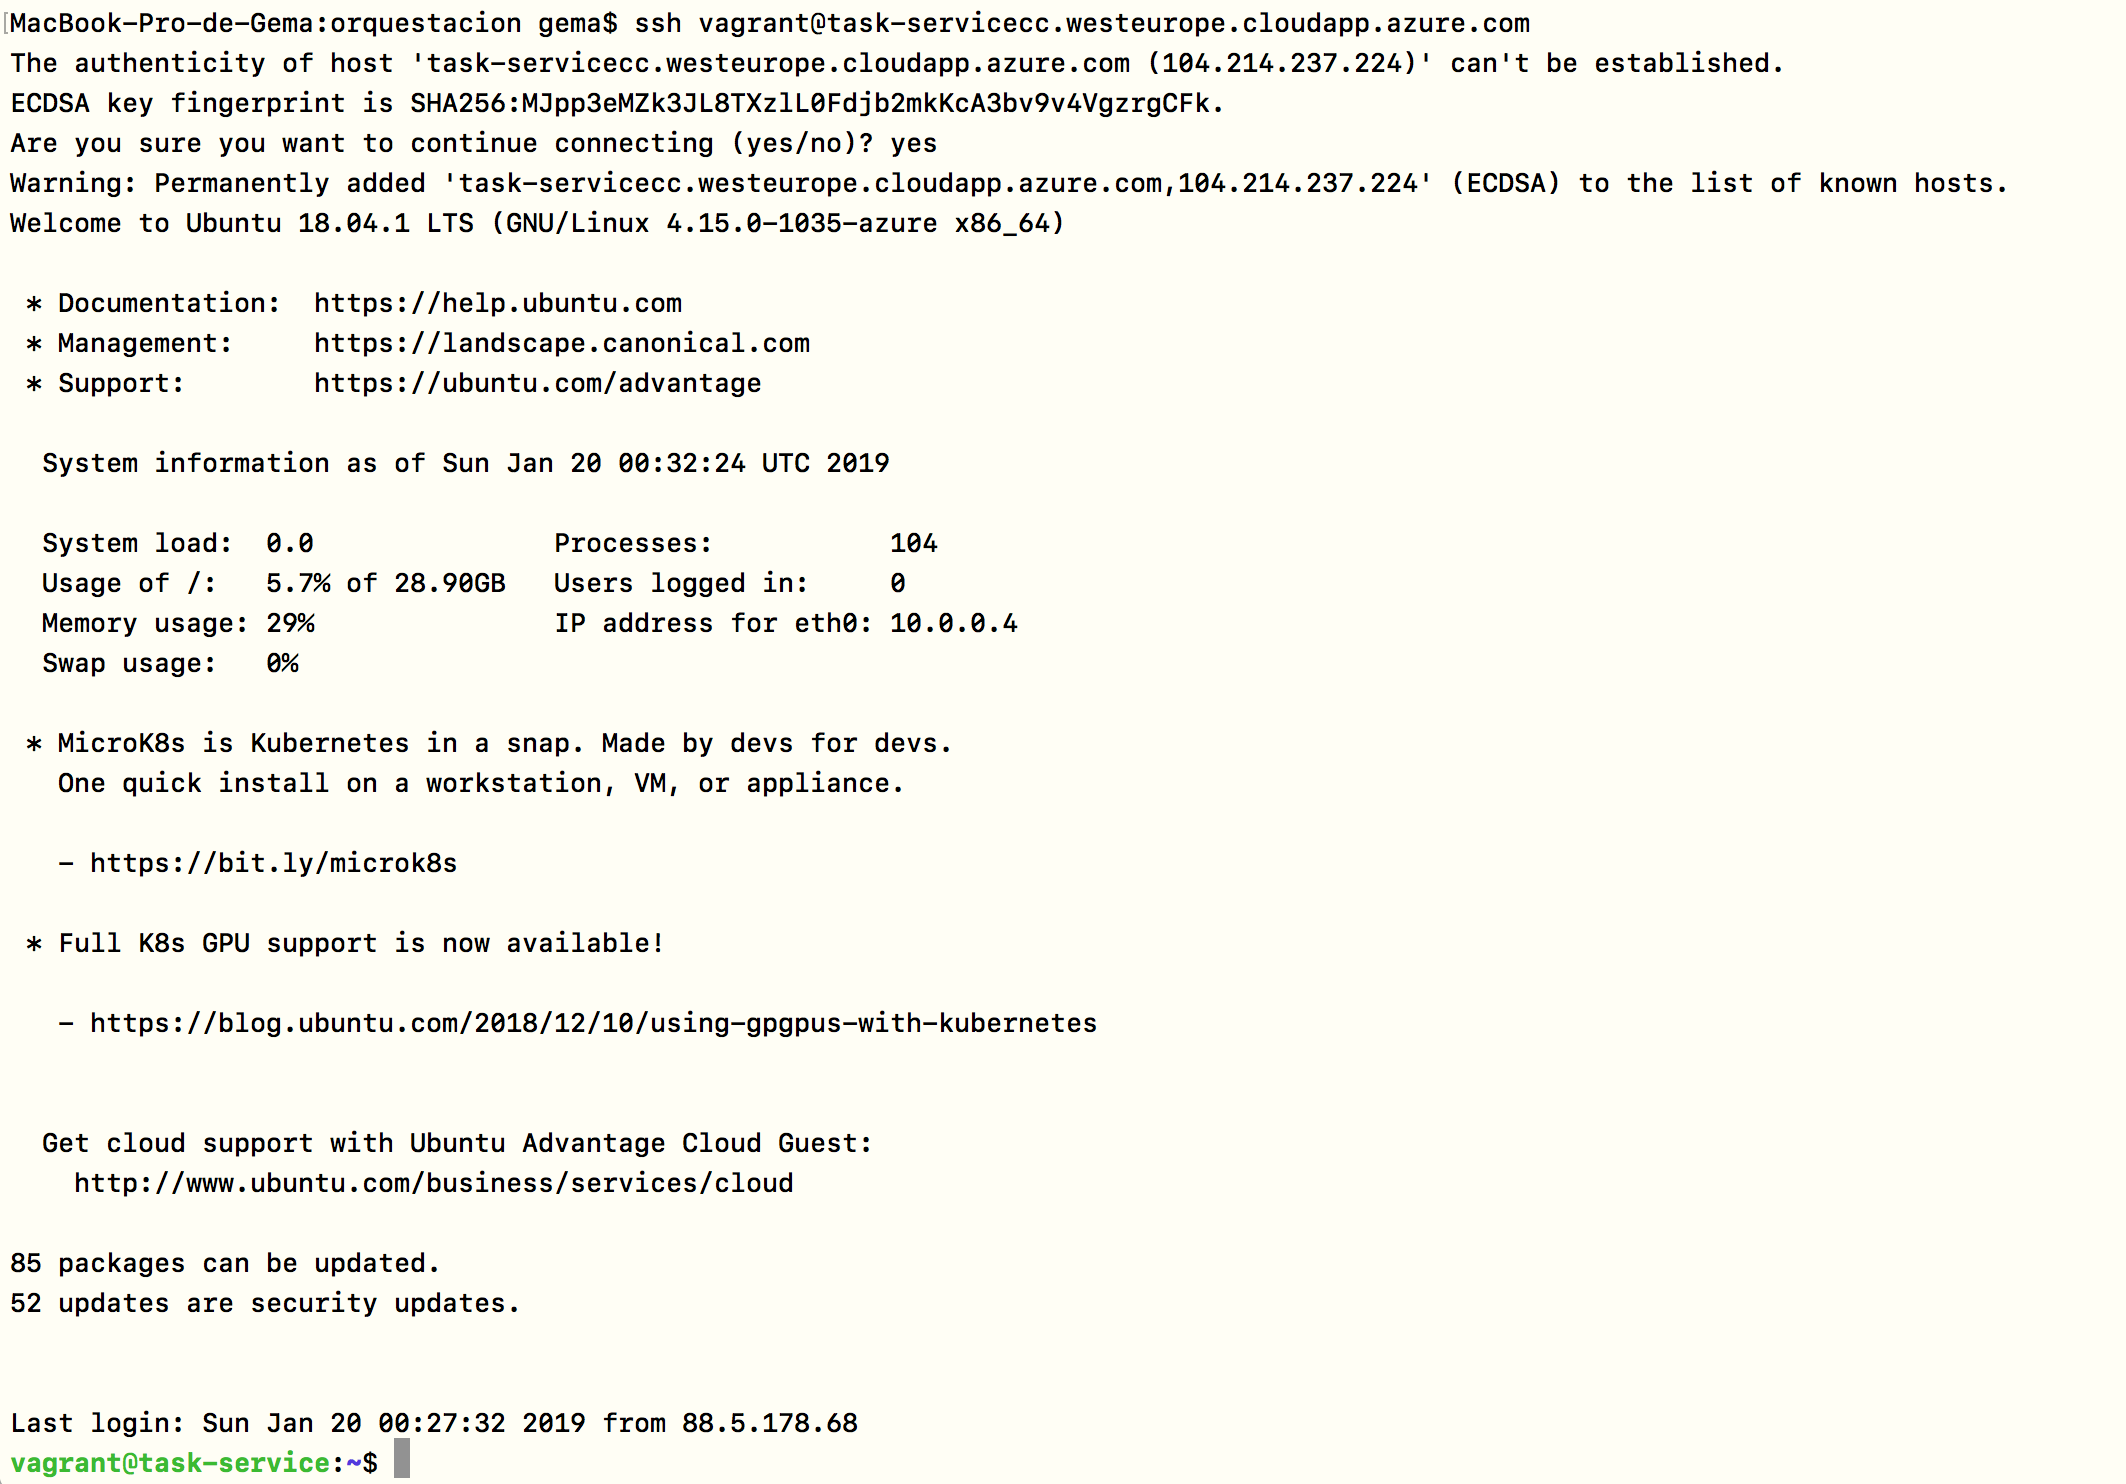 MacBook-Pro-de-Gema:orquestacion gema$ ssh vagrant@task-servicecc.westeurope.cloudapp.azure.com
The authenticity of host 'task-servicecc.westeurope.cloudapp.azure.com (104.214.237.224)' can't be established.
ECDSA key fingerprint is SHA256:MJpp3eMZk3JL8TXzlL0Fdjb2mkKcA3bv9v4VgzrgCFk.
Are you sure you want to continue connecting (yes/no)? yes
Warning: Permanently added 'task-servicecc.westeurope.cloudapp.azure.com,104.214.237.224' (ECDSA) to the list of known hosts.
Welcome to Ubuntu 18.04.1 LTS (GNU/Linux 4.15.0-1035-azure x86_64)

 * Documentation:  https://help.ubuntu.com
 * Management:     https://landscape.canonical.com
 * Support:        https://ubuntu.com/advantage

  System information as of Sun Jan 20 00:32:24 UTC 2019

  System load:  0.0               Processes:           104
  Usage of /:   5.7% of 28.90GB   Users logged in:     0
  Memory usage: 29%               IP address for eth0: 10.0.0.4
  Swap usage:   0%

 * MicroK8s is Kubernetes in a snap. Made by devs for devs.
   One quick install on a workstation, VM, or appliance.

   - https://bit.ly/microk8s

 * Full K8s GPU support is now available!

   - https://blog.ubuntu.com/2018/12/10/using-gpgpus-with-kubernetes

  Get cloud support with Ubuntu Advantage Cloud Guest:
    http://www.ubuntu.com/business/services/cloud

85 packages can be updated.
52 updates are security updates.

Last login: Sun Jan 20 00:27:32 2019 from 88.5.178.68
vagrant@task-service:~$